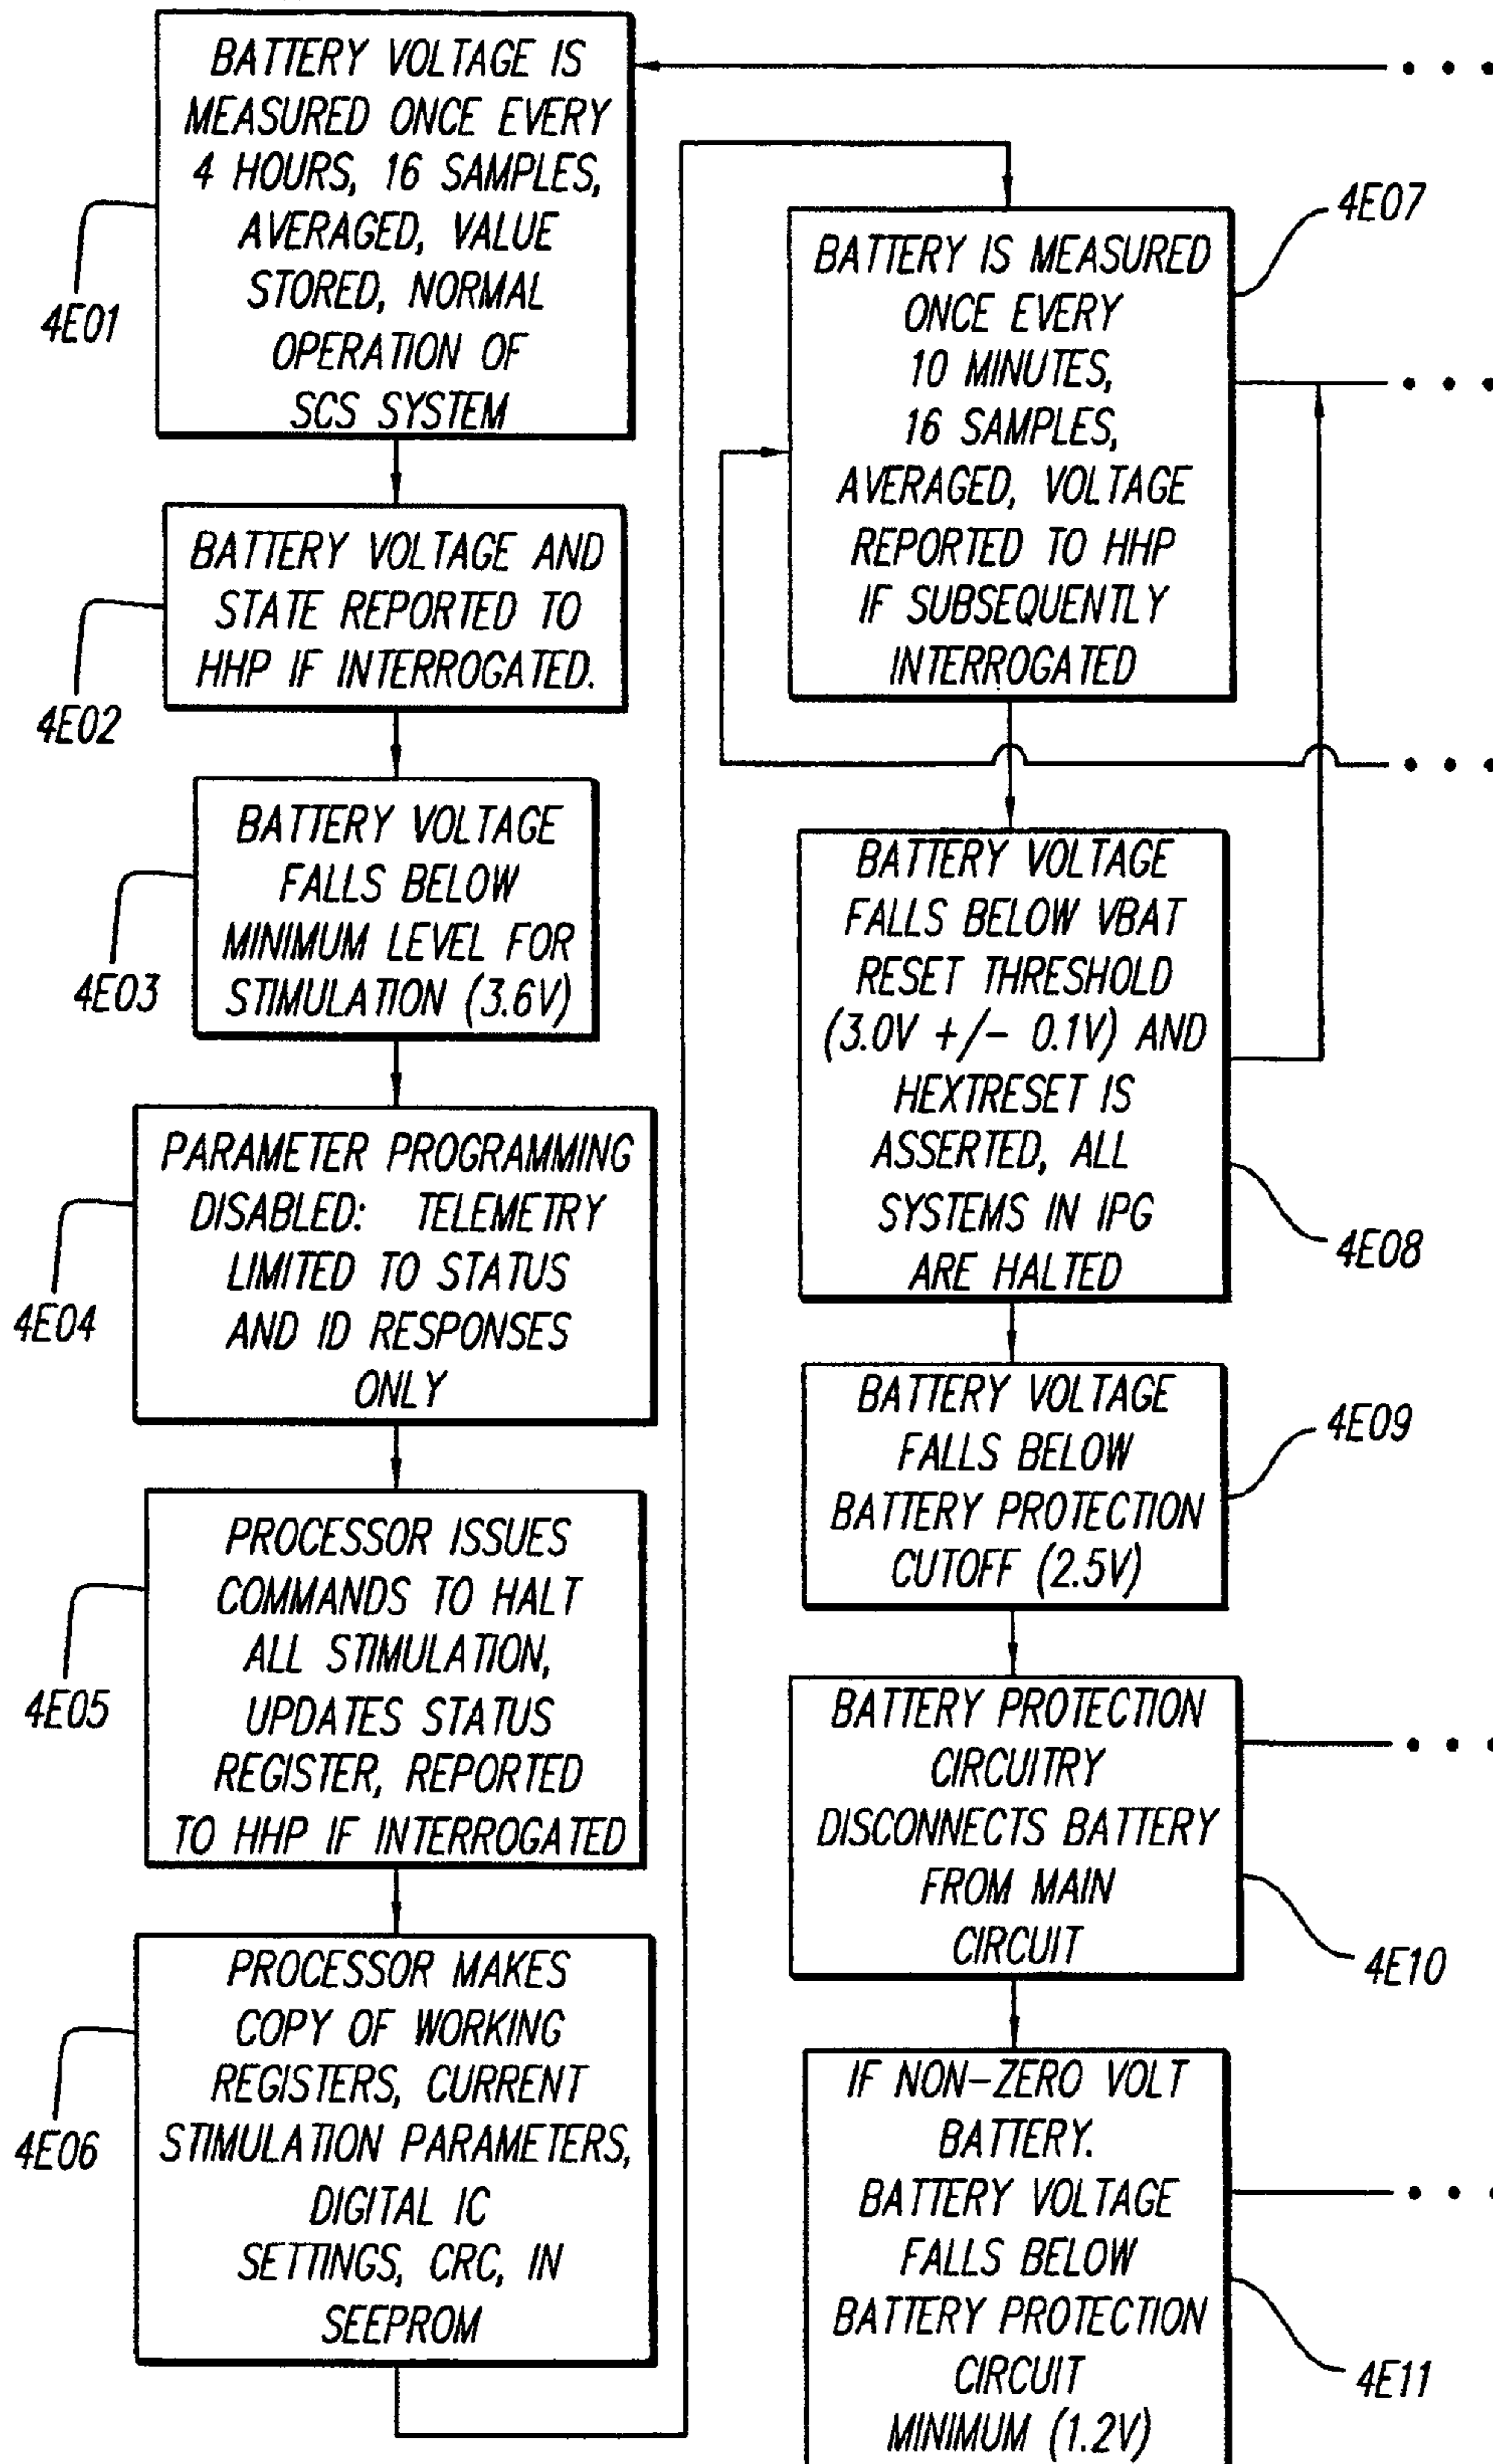 BATTERY VOLTAGE IS
MEASURED ONCE EVERY
4 HOURS, 16 SAMPLES,
AVERAGED, VALUE
STORED, NORMAL
OPERATION OF
SCS SYSTEM
4E01
BATTERY VOLTAGE AND
STATE REPORTED TO
HHP IF INTERROGATED.
4E02
BATTERY VOLTAGE
FALLS BELOW
MINIMUM LEVEL FOR
STIMULATION (3.6V)
4E03
PARAMETER PROGRAMMING
DISABLED: TELEMETRY
LIMITED TO STATUS
AND ID RESPONSES
ONLY
4E04
PROCESSOR ISSUES
COMMANDS TO HALT
ALL STIMULATION,
UPDATES STATUS
REGISTER, REPORTED
TO HHP IF INTERROGATED
4E05
PROCESSOR MAKES
COPY OF WORKING
REGISTERS, CURRENT
STIMULATION PARAMETERS,
DIGITAL IC
SETTINGS, CRC, IN
SEEPROM
4E06
BATTERY IS MEASURED
ONCE EVERY
10 MINUTES,
16 SAMPLES,
AVERAGED, VOLTAGE
REPORTED TO HHP
IF SUBSEQUENTLY
INTERROGATED
4E07
BATTERY VOLTAGE
FALLS BELOW VBAT
RESET THRESHOLD
(3.0V +/- 0.1V) AND
HEXTRESET IS
ASSERTED, ALL
SYSTEMS IN IPG
ARE HALTED
4E08
BATTERY VOLTAGE
FALLS BELOW
BATTERY PROTECTION
CUTOFF (2.5V)
4E09
BATTERY PROTECTION
CIRCUITRY
DISCONNECTS BATTERY
FROM MAIN
CIRCUIT
4E10
IF NON-ZERO VOLT
BATTERY.
BATTERY VOLTAGE
FALLS BELOW
BATTERY PROTECTION
CIRCUIT
MINIMUM (1.2V)
4E11